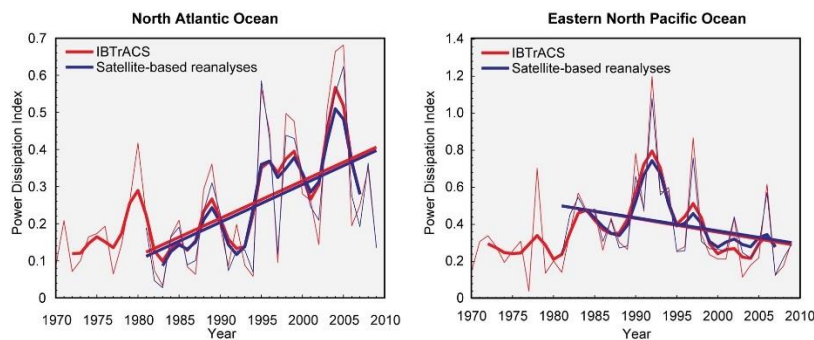 North Atlantic Ocean
IBTrACS
Satellite-based reanalyses
Power Dissipation Index
0.7
0.6
0.5
0.4
0.3
0.2
0.1
0
1970 1975 1980 1985 1990 1995 2000 2005 2010
Year
Eastern North Pacific Ocean
IBTrACS
Satellite-based reanalyses
Power Dissipation Index
1.4
1.2
1.0
0.8
0.6
0.4
0.2
0.0
1970 1975 1980 1985 1990 1995 2000 2005 2010
Year